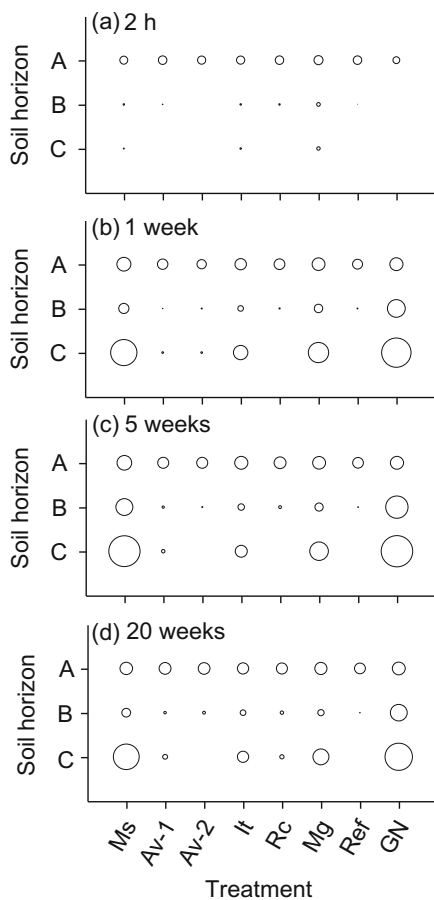 (a) 2 h
Soil horizon
A
B
C
(b) 1 week
Soil horizon
A
B
C
(c) 5 weeks
Soil horizon
A
B
C
(d) 20 weeks
Soil horizon
A
B
C
Ms Av-1 Av-2 It Rc Mg Ref GN
Treatment